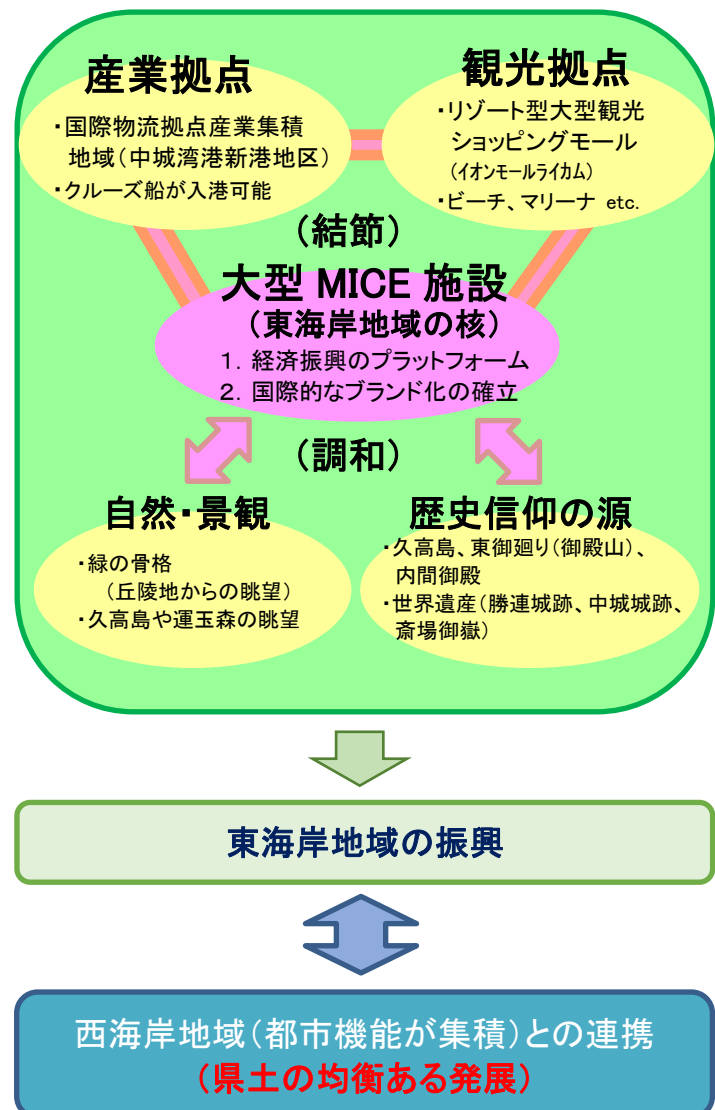 産業拠点
・国際物流拠点産業集積
地域（中城湾港新港地区）
・クルーズ船が入港可能
観光拠点
・リゾート型大型観光
ショッピングモール
（イオンモールライカム）
・ビーチ、マリーナ etc.
（結節）
大型 MICE 施設
（東海岸地域の核）
1．経済振興のプラットフォーム
2．国際的なブランド化の確立
（調和）
自然・景観
・緑の骨格
（丘陵地からの眺望）
・久高島や運玉森の眺望
歴史信仰の源
・久高島、東御廻り（御殿山）、
内間御殿
・世界遺産（勝連城跡、中城城跡、
斎場御嶽）
東海岸地域の振興
西海岸地域（都市機能が集積）との連携
（県土の均衡ある発展）